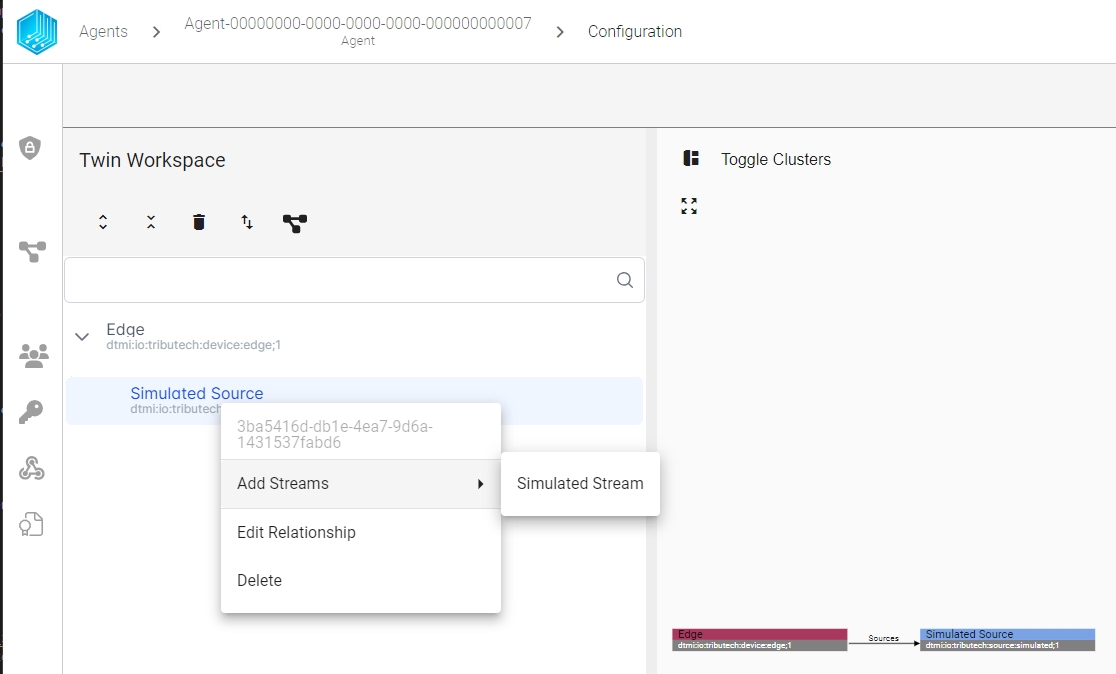 Agents
Agent-00000000-0000-0000-0000-000000000007
Agent
Configuration
Twin Workspace
Toggle Clusters
Edge
dtmi:io:tributech:device:edge;1
Simulated Source
dtmi:io:tributech
3ba5416d-db1e-4ea7-9d6a-
1431537fabd6
Add Streams
Simulated Stream
Edit Relationship
Delete
Edge
dtmi:io:tributech:device:edge;1
Sources
Simulated Source
dtmi:io:tributech:source:simulated;1